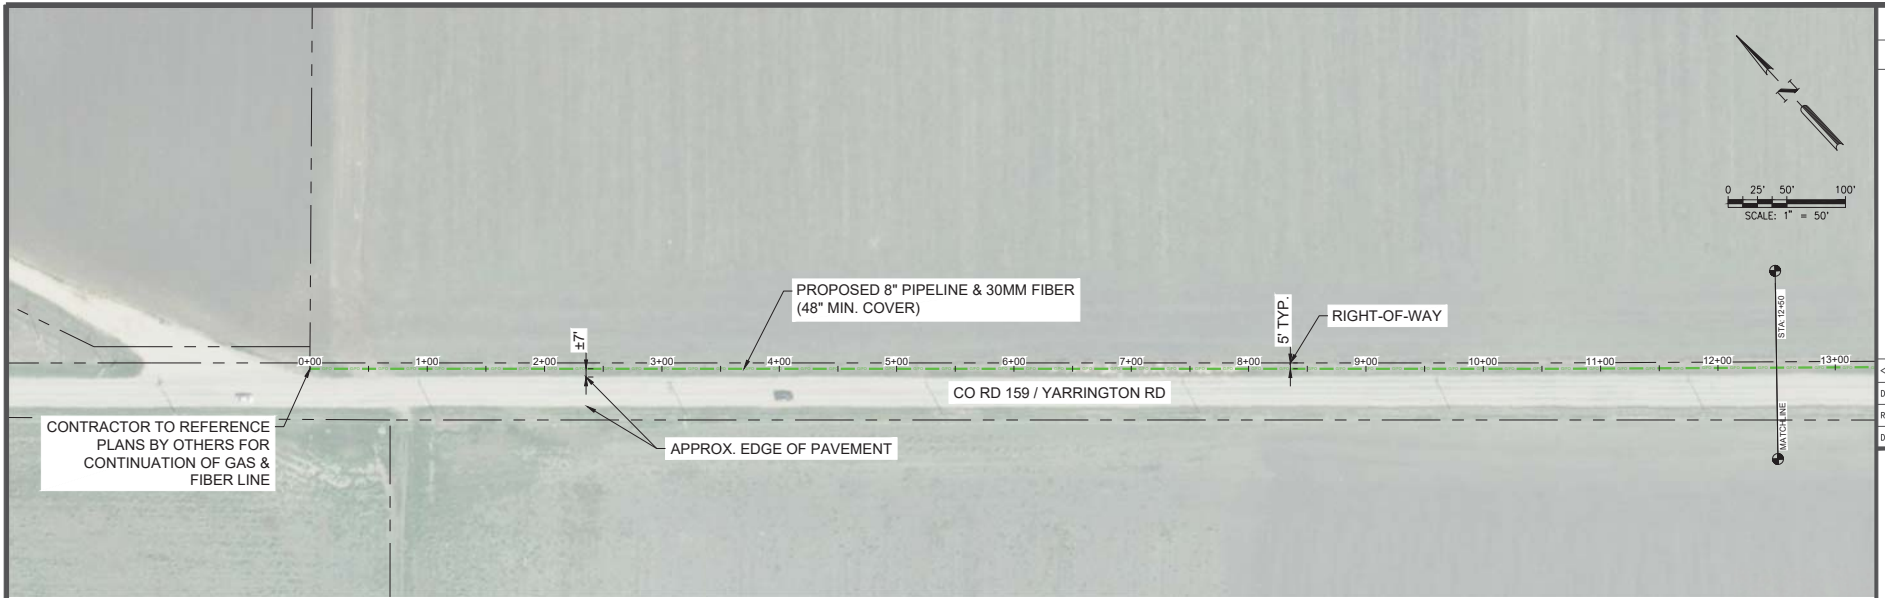 N
0 25' 50' 100'
SCALE: 1" = 50'
PROPOSED 8" PIPELINE & 30MM FIBER
(48" MIN. COVER)
±7'
5' TYP.
RIGHT-OF-WAY
STA: 12+50
0+00 1+00 2+00 3+00 4+00 5+00 6+00 7+00 8+00 9+00 10+00 11+00 12+00 13+00
CO RD 159 / YARRINGTON RD
CONTRACTOR TO REFERENCE
PLANS BY OTHERS FOR
CONTINUATION OF GAS &
FIBER LINE
APPROX. EDGE OF PAVEMENT
MATCHLINE
D
R
D